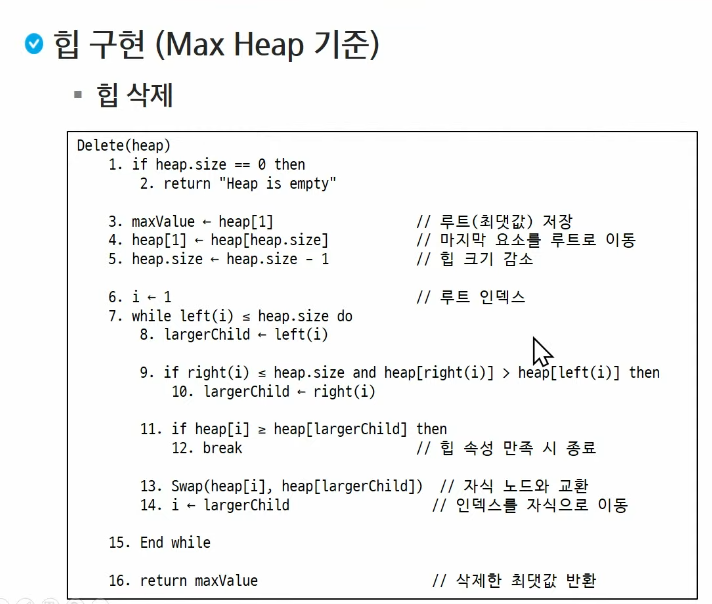 힙 구현 (Max Heap 기준)
힙 삭제
Delete(heap)
1. if heap.size == 0 then
2. return "Heap is empty"
3. maxValue ← heap[1] // 루트(최댓값) 저장
4. heap[1] ← heap[heap.size] // 마지막 요소를 루트로 이동
5. heap.size ← heap.size - 1 // 힙 크기 감소
6. i ← 1 // 루트 인덱스
7. while left(i) ≤ heap.size do
8. largerChild ← left(i)
9. if right(i) ≤ heap.size and heap[right(i)] > heap[left(i)] then
10. largerChild ← right(i)
11. if heap[i] ≥ heap[largerChild] then
12. break // 힙 속성 만족 시 종료
13. Swap(heap[i], heap[largerChild]) // 자식 노드와 교환
14. i ← largerChild // 인덱스를 자식으로 이동
15. End while
16. return maxValue // 삭제한 최댓값 반환